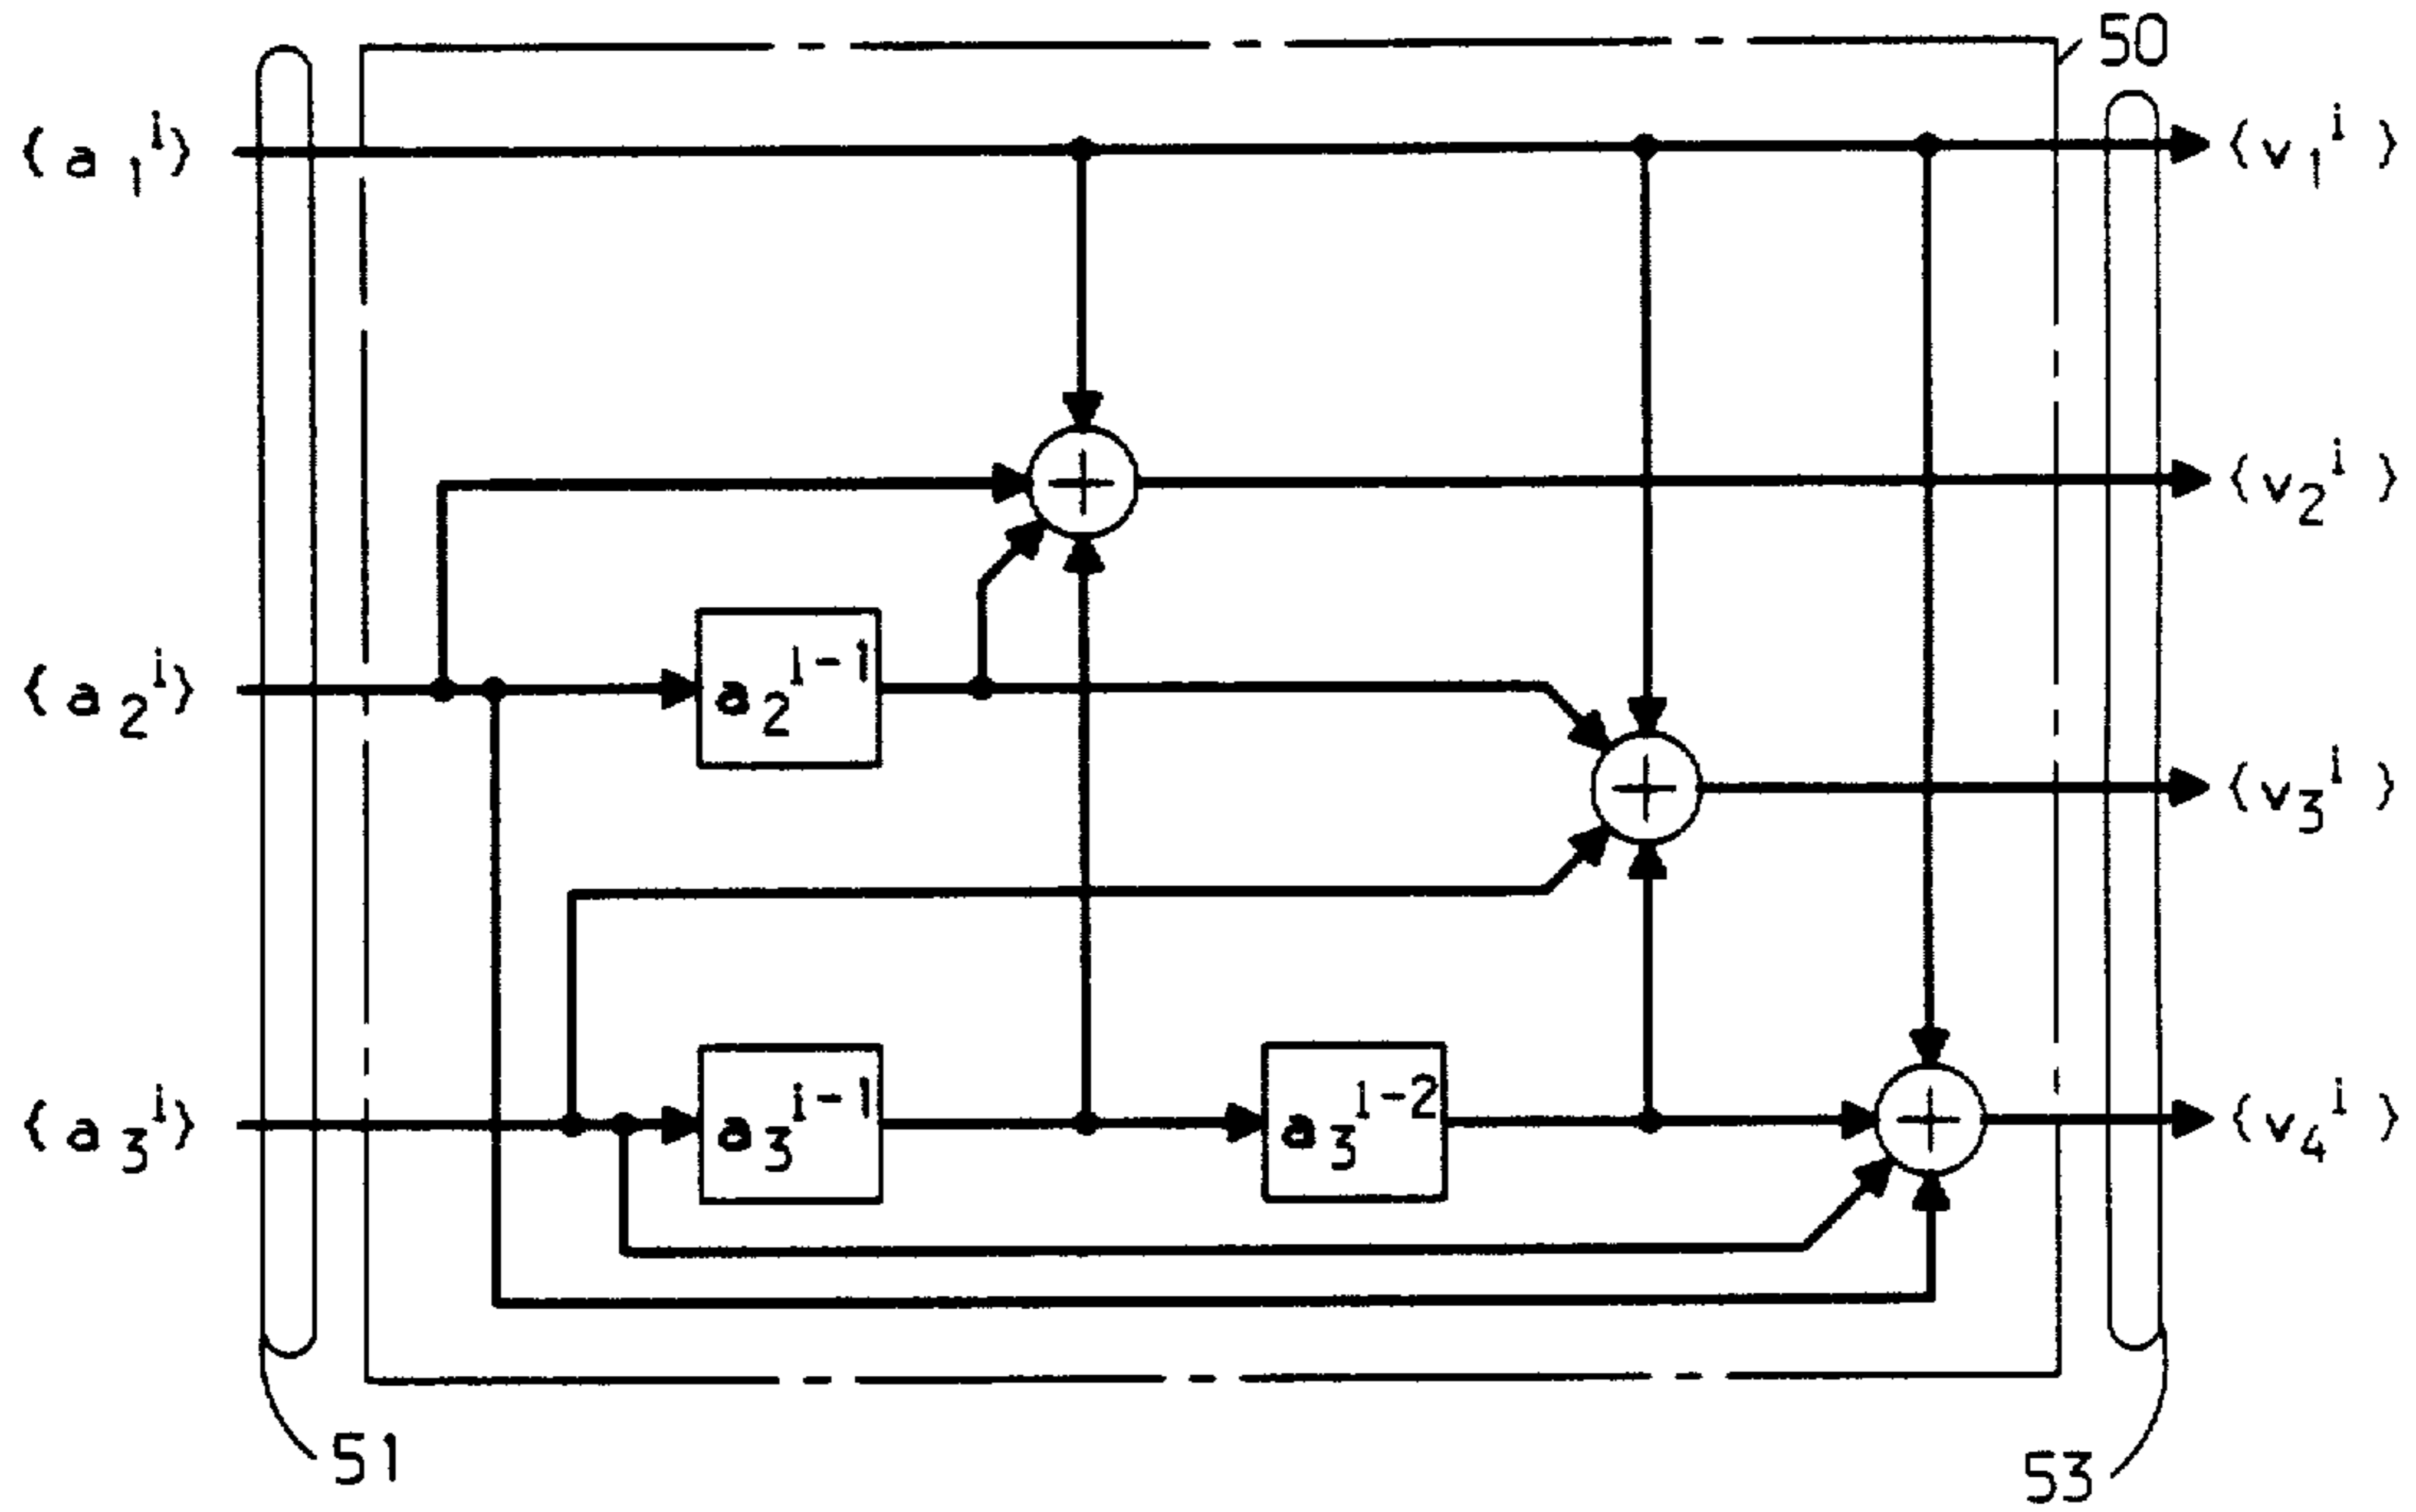 50
{a₁ⁱ}
{v₁ⁱ}
+
{v₂ⁱ}
{a₂ⁱ}
a₂ⁱ⁻¹
+
{v₃ⁱ}
{a₃ⁱ}
a₃ⁱ⁻¹
a₃ⁱ⁻²
+
{v₄ⁱ}
51
53